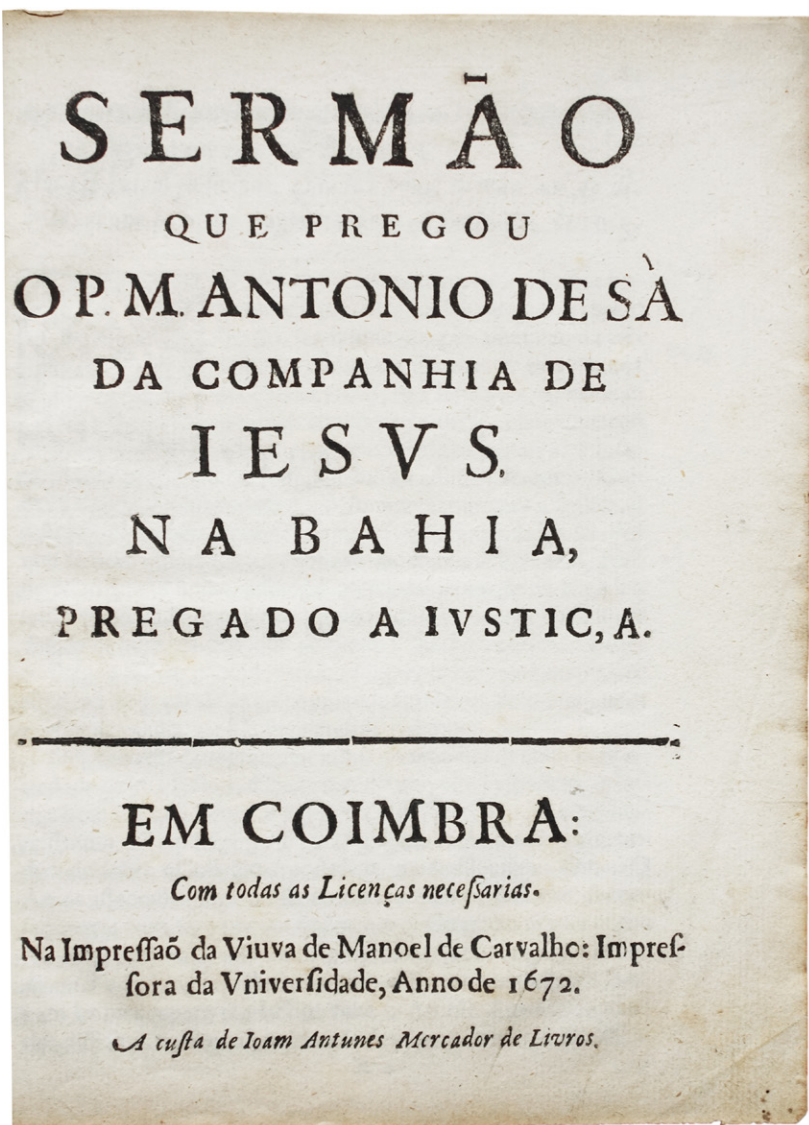 SERMÃO
QUE PREGOU
O P. M. ANTONIO DE SÀ
DA COMPANHIA DE
IESVS.
NA BAHIA,
PREGADO A IVSTIC,A.
EM COIMBRA:
Com todas as Licenças neceſſarias.
Na Impreſſaõ da Viuva de Manoel de Carvalho: Impreſ-
ſora da Vniverſidade, Anno de 1672.
A cuſta de Ioam Antunes Mercador de Livros.